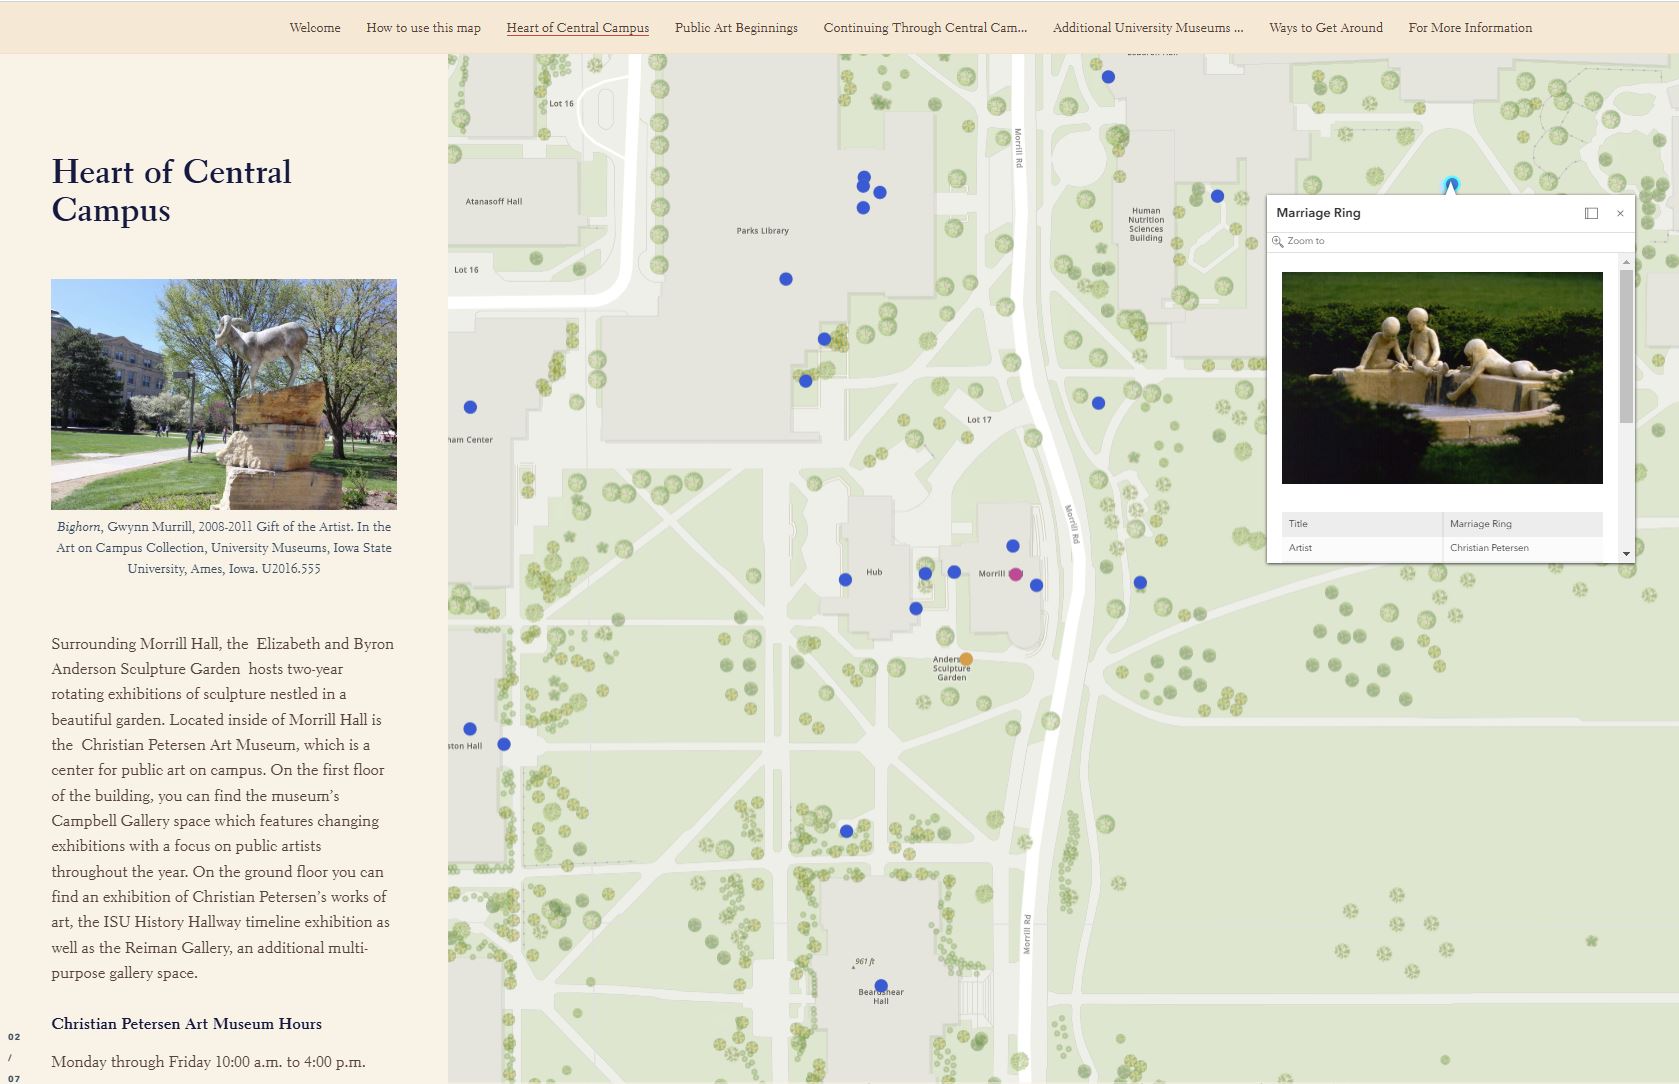 Welcome
How to use this map
Heart of Central Campus
Public Art Beginnings
Continuing Through Central Cam...
Additional University Museums ...
Ways to Get Around
For More Information
Heart of Central
Campus
Bighorn, Gwynn Murrill, 2008-2011 Gift of the Artist. In the
Art on Campus Collection, University Museums, Iowa State
University, Ames, Iowa. U2016.555
Surrounding Morrill Hall, the Elizabeth and Byron
Anderson Sculpture Garden hosts two-year
rotating exhibitions of sculpture nestled in a
beautiful garden. Located inside of Morrill Hall is
the Christian Petersen Art Museum, which is a
center for public art on campus. On the first floor
of the building, you can find the museum's
Campbell Gallery space which features changing
exhibitions with a focus on public artists
throughout the year. On the ground floor you can
find an exhibition of Christian Petersen's works of
art, the ISU History Hallway timeline exhibition as
well as the Reiman Gallery, an additional multi-
purpose gallery space.
Christian Petersen Art Museum Hours
Monday through Friday 10:00 a.m. to 4:00 p.m.
02
/
07
Lot 16
Atanasoff Hall
Lot 16
Parks Library
Morrill Rd
Human
Nutrition
Sciences
Building
ham Center
Lot 17
Morrill Rd
Hub
Morrill
Sculpture
Garden
ston Hall
Morrill Rd
961 ft
Beardshear
Hall
Marriage Ring
×
Zoom to
Title
Marriage Ring
Artist
Christian Petersen